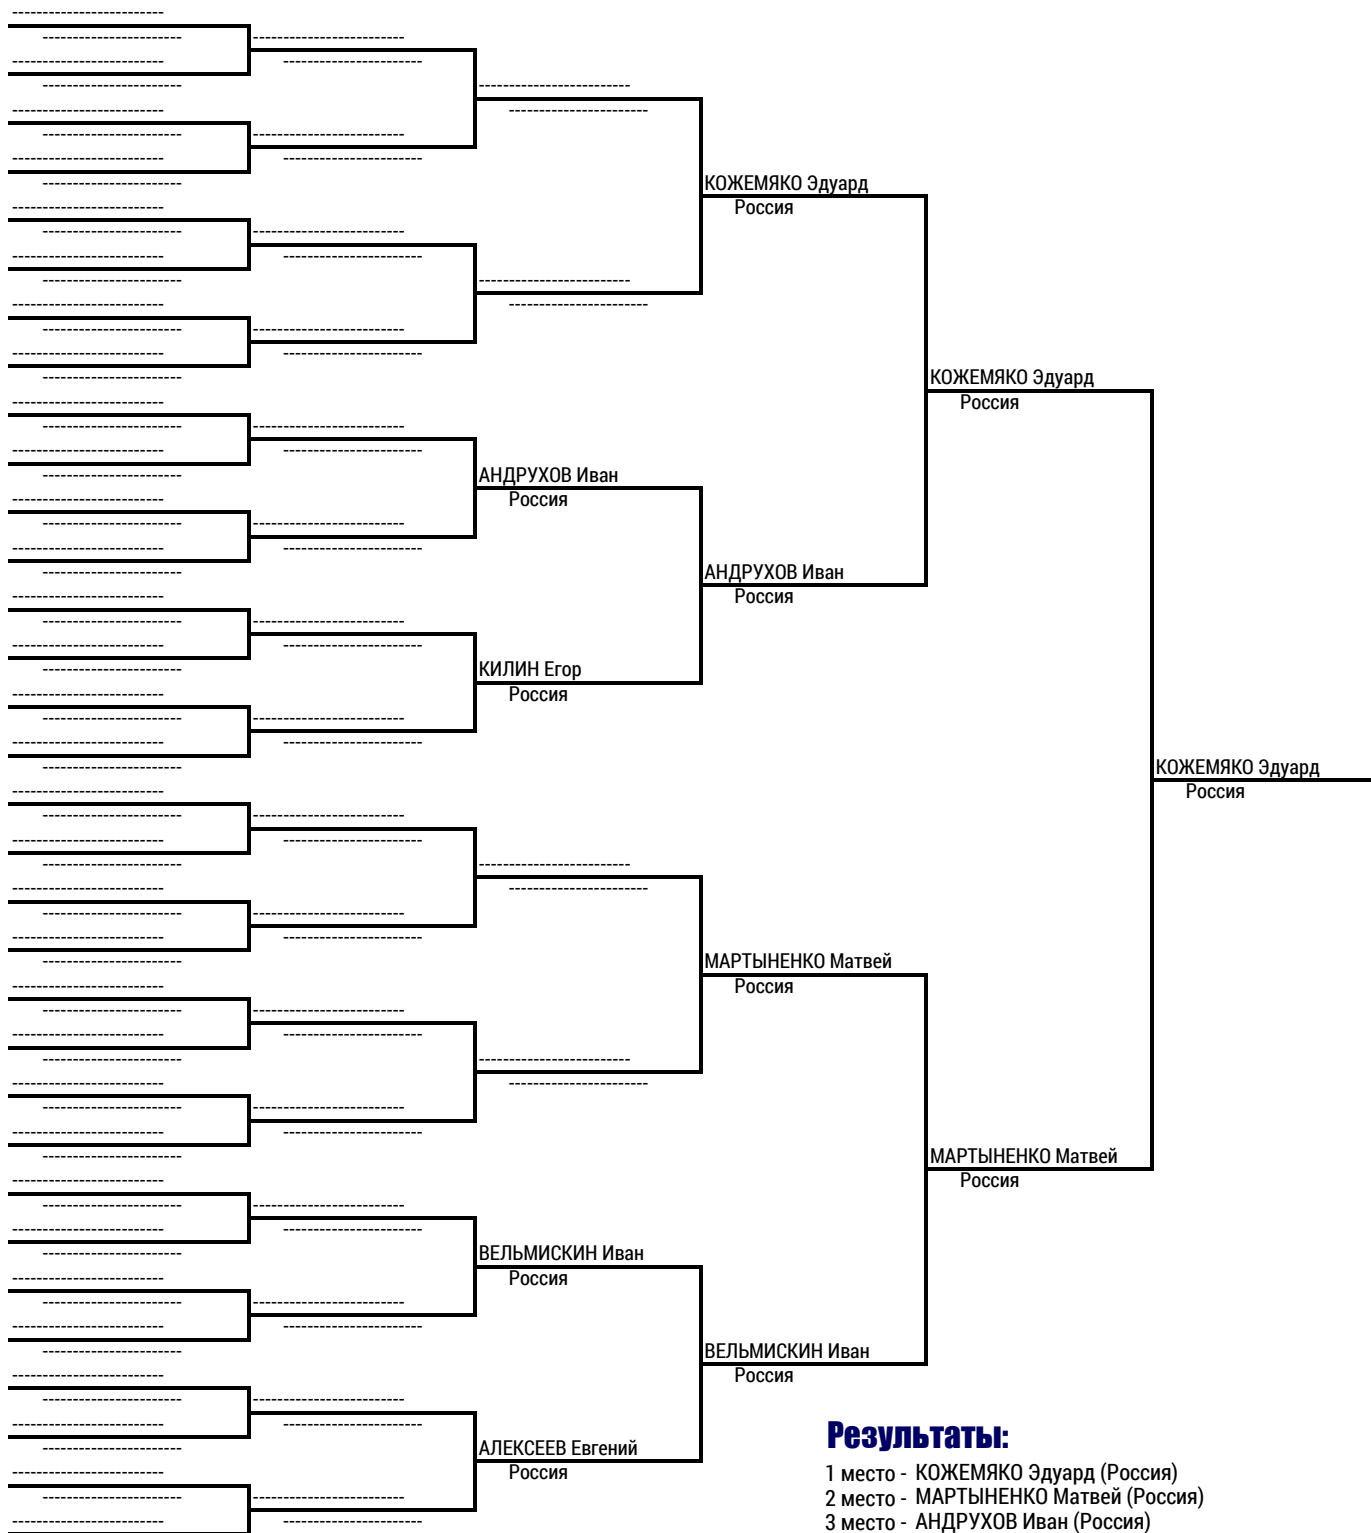 КОЖЕМЯКО Эдуард
Россия
КОЖЕМЯКО Эдуард
Россия
АНДРУХОВ Иван
Россия
АНДРУХОВ Иван
Россия
КИЛИН Егор
Россия
КОЖЕМЯКО Эдуард
Россия
МАРТЫНЕНКО Матвей
Россия
МАРТЫНЕНКО Матвей
Россия
ВЕЛЬМИСКИН Иван
Россия
ВЕЛЬМИСКИН Иван
Россия
АЛЕКСЕЕВ Евгений
Россия
Результаты:
1 место - КОЖЕМЯКО Эдуард (Россия)
2 место - МАРТЫНЕНКО Матвей (Россия)
3 место - АНДРУХОВ Иван (Россия)